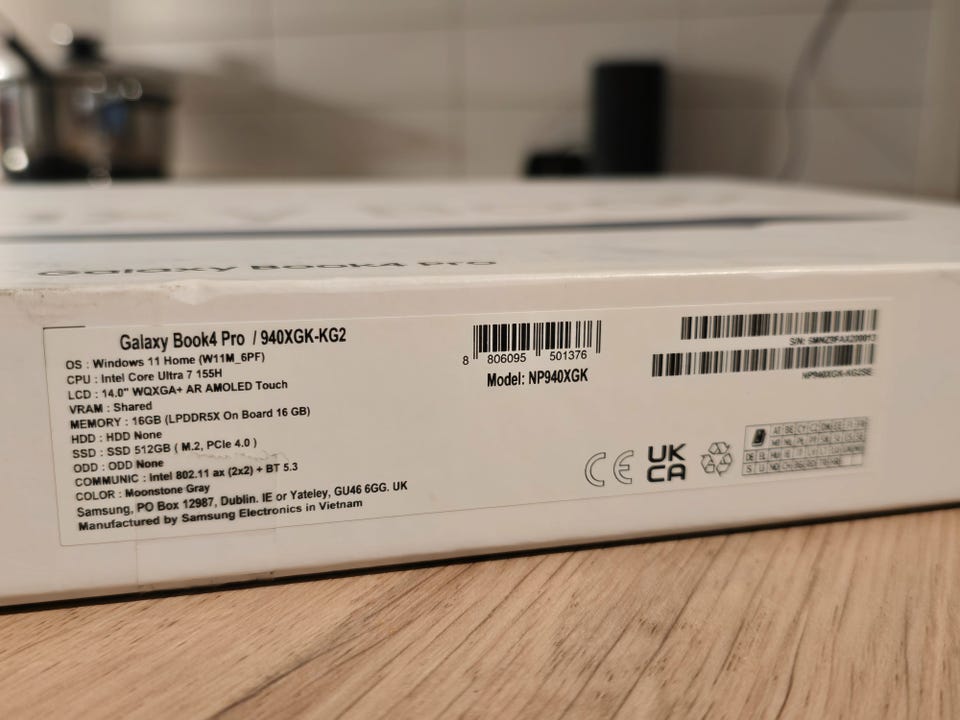 Galaxy Book4 Pro
Galaxy Book4 Pro / 940XGK-KG2
OS : Windows 11 Home (W11M_6PF)
CPU : Intel Core Ultra 7 155H
LCD : 14.0" WQXGA+ AR AMOLED Touch
VRAM : Shared
MEMORY : 16GB (LPDDR5X On Board 16 GB)
HDD : HDD None
SSD : SSD 512GB ( M.2, PCIe 4.0 )
ODD : ODD None
COMMUNIC : intel 802.11 ax (2x2) + BT 5.3
COLOR : Moonstone Gray
Samsung, PO Box 12987, Dublin. IE or Yateley, GU46 6GG. UK
Manufactured by Samsung Electronics in Vietnam
8 806095 501376
Model: NP940XGK
S/N:
NP940XGK-KG2SE
CE
UK
CA